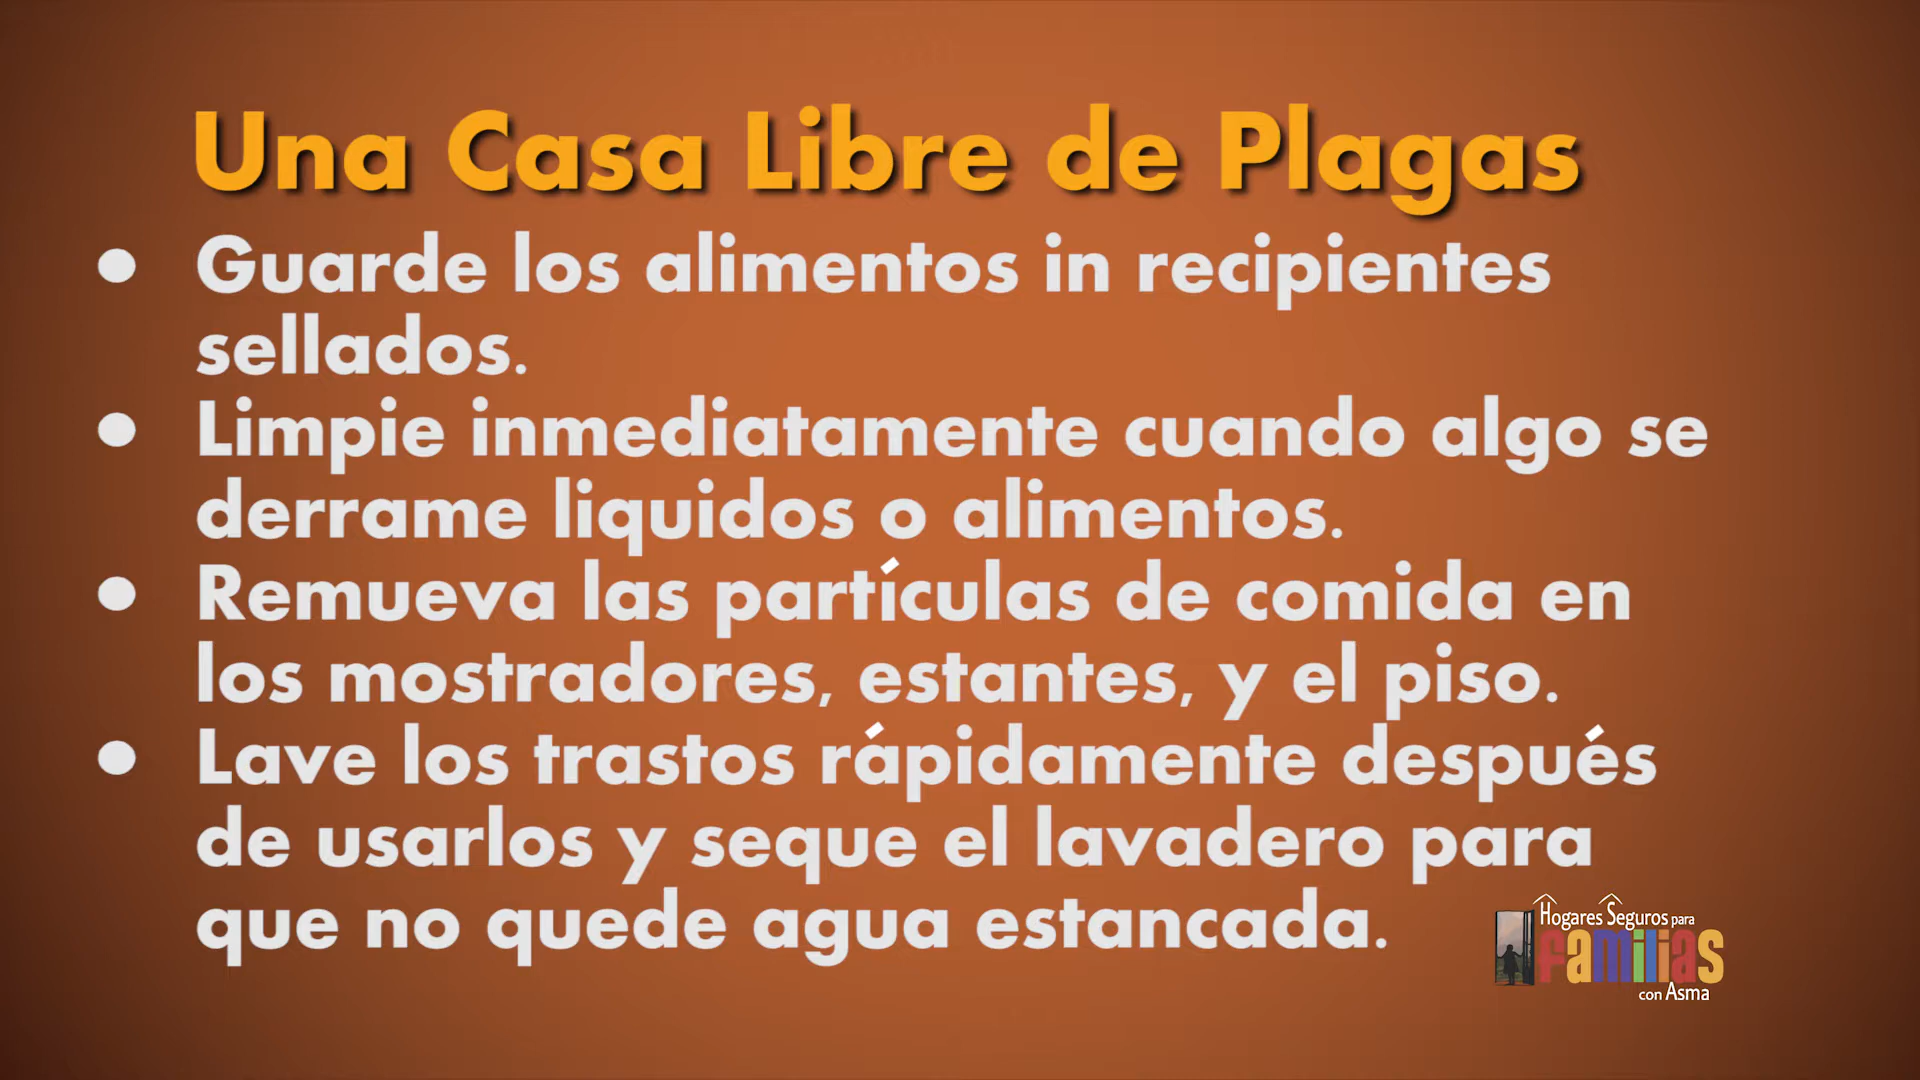 Una Casa Libre de Plagas
• Guarde los alimentos in recipientes
sellados.
• Limpie inmediatamente cuando algo se
derrame liquidos o alimentos.
• Remueva las partículas de comida en
los mostradores, estantes, y el piso.
• Lave los trastos rápidamente después
de usarlos y seque el lavadero para
que no quede agua estancada.
Hogares Seguros para
Familias
con Asma